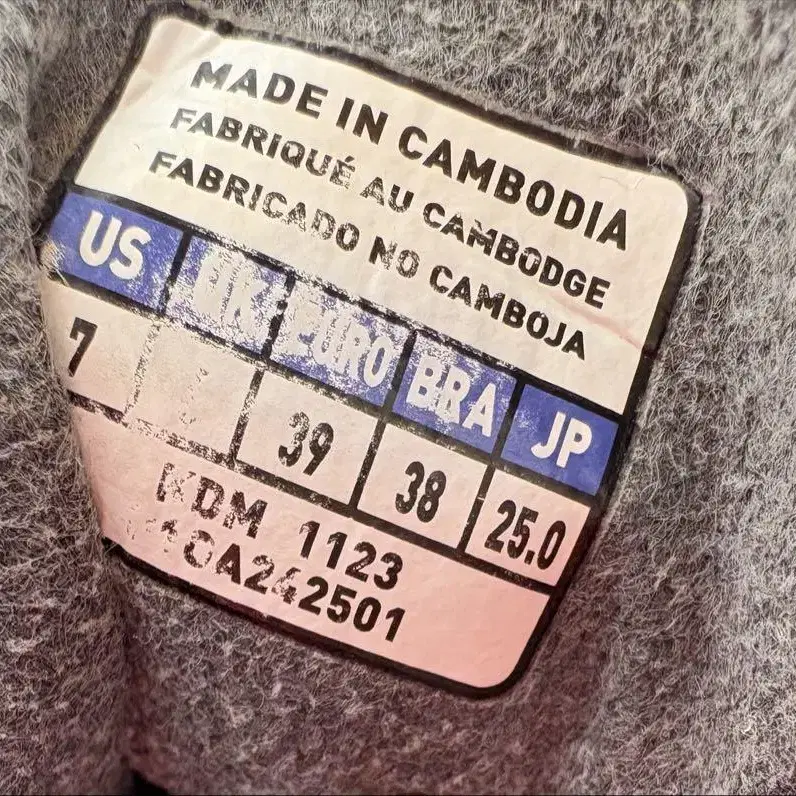 MADE IN CAMBODIA
FABRIQUÉ AU CAMBODGE
FABRICADO NO CAMBOJA
US UK EURO BRA JP
7 39 38 25.0
KDM 1123